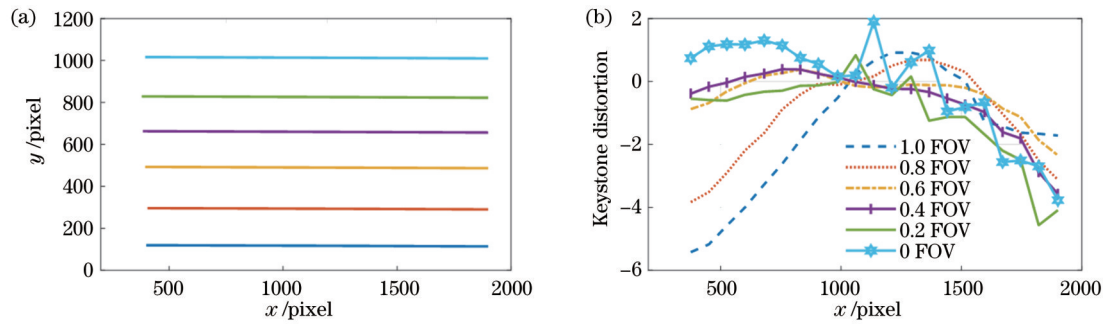 (a)
1200
1000
800
600
400
200
0
y /pixel
500
1000
1500
2000
x /pixel
(b)
2
0
−2
−4
−6
Keystone distortion
1.0 FOV
0.8 FOV
0.6 FOV
0.4 FOV
0.2 FOV
0 FOV
500
1000
1500
2000
x /pixel